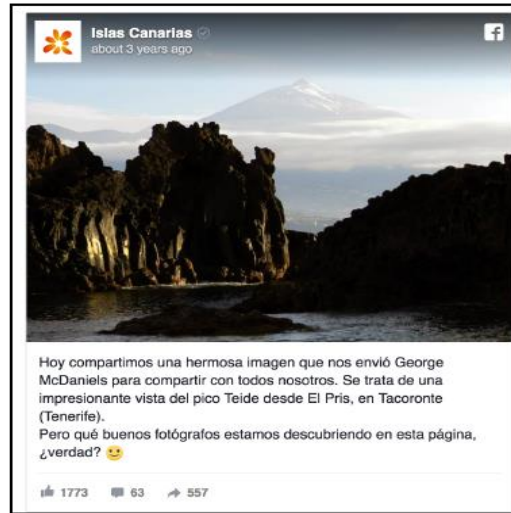 Islas Canarias
about 3 years ago
Hoy compartimos una hermosa imagen que nos envió George
McDaniels para compartir con todos nosotros. Se trata de una
impresionante vista del pico Teide desde El Pris, en Tacoronte
(Tenerife).
Pero qué buenos fotógrafos estamos descubriendo en esta página,
¿verdad? 🙂
1773 63 557